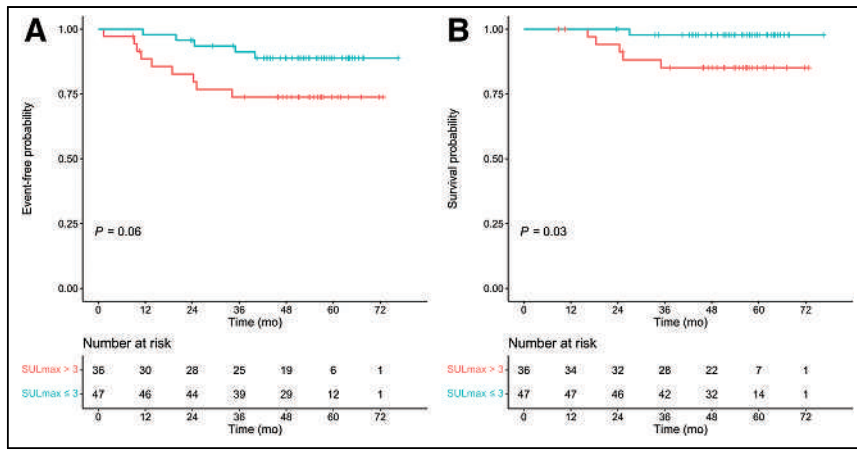 A
Event-free probability
1.00
0.75
0.50
0.25
0.00
P = 0.06
0 12 24 36 48 60 72
Time (mo)
Number at risk
SULmax > 3 36 30 28 25 19 6 1
SULmax ≤ 3 47 46 44 39 29 12 1
0 12 24 36 48 60 72
Time (mo)
B
Survival probability
1.00
0.75
0.50
0.25
0.00
P = 0.03
0 12 24 36 48 60 72
Time (mo)
Number at risk
SULmax > 3 36 34 32 28 22 7 1
SULmax ≤ 3 47 47 46 42 32 14 1
0 12 24 36 48 60 72
Time (mo)